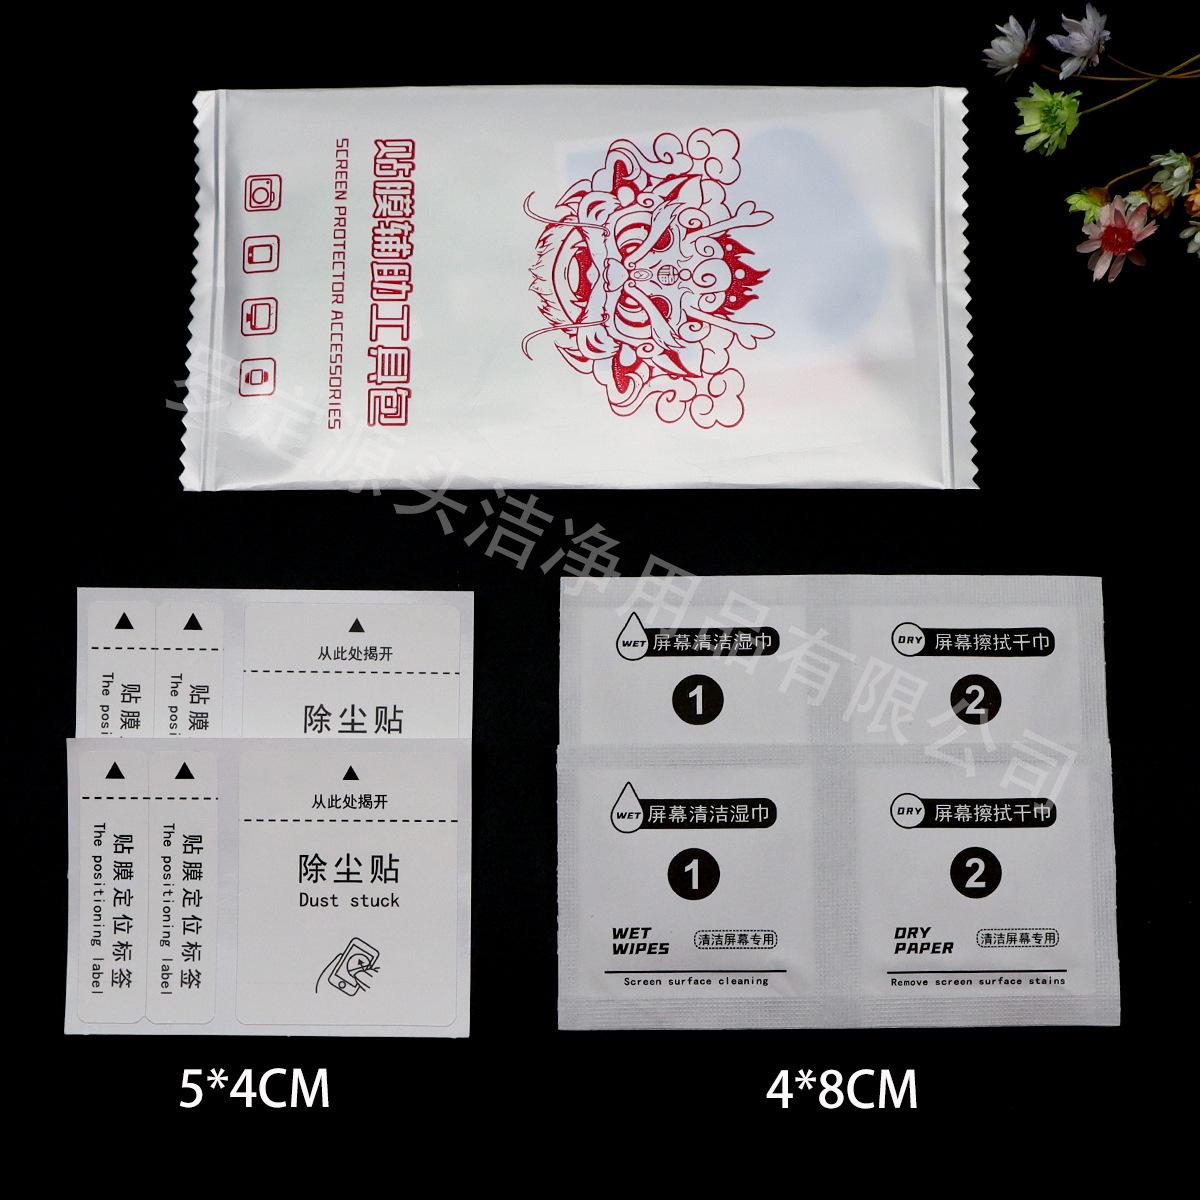 贴膜辅助工具包
SCREEN PROTECTOR ACCESSORIES
罗定源头洁净用品有限公司
从此处揭开
除尘贴
贴膜
The posi
贴膜
The posi
从此处揭开
除尘贴
Dust stuck
贴膜定位标签
The positioning label
贴膜定位标签
The positioning label
5*4CM
WET 屏幕清洁湿巾
1
DRY 屏幕擦拭干巾
2
WET 屏幕清洁湿巾
1
WET
WIPES
清洁屏幕专用
Screen surface cleaning
DRY 屏幕擦拭干巾
2
DRY
PAPER
清洁屏幕专用
Remove screen surface stains
4*8CM